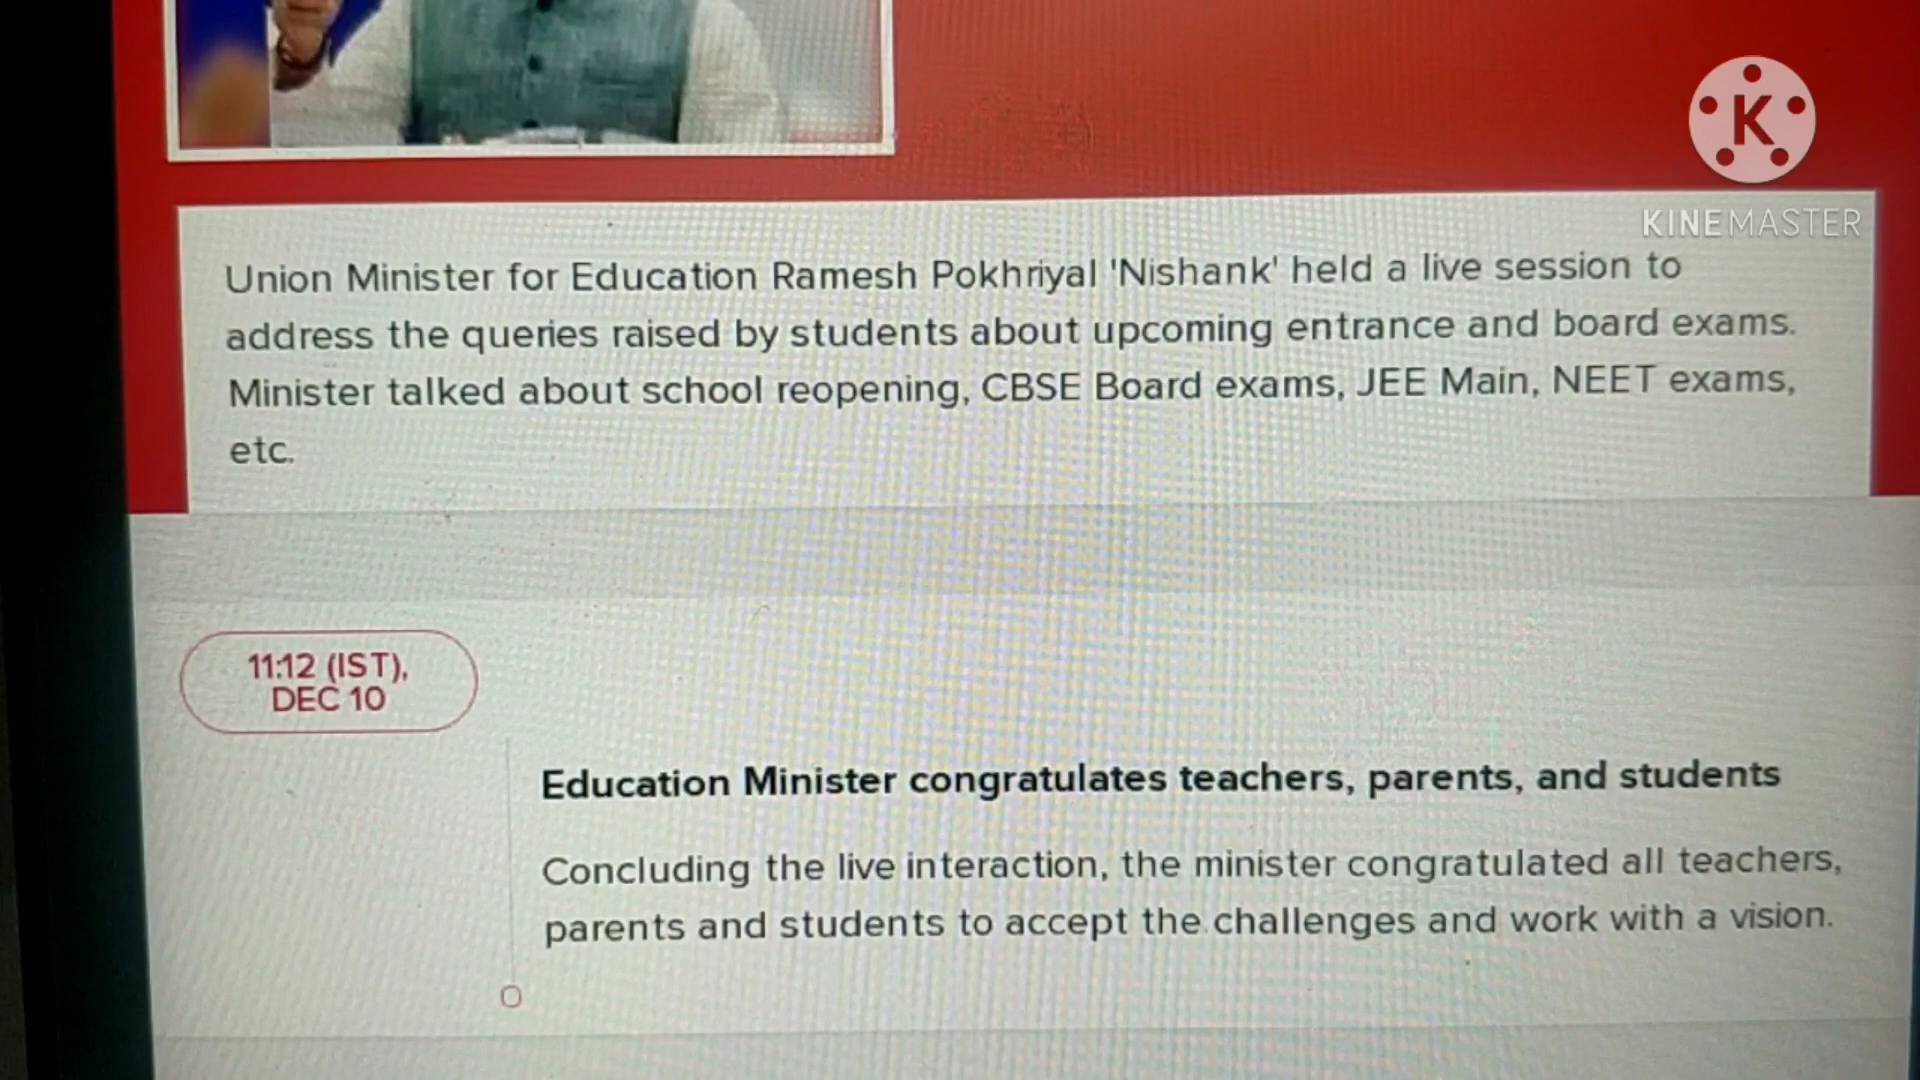 K
KINEMASTER
Union Minister for Education Ramesh Pokhriyal 'Nishank' held a live session to
address the queries raised by students about upcoming entrance and board exams.
Minister talked about school reopening, CBSE Board exams, JEE Main, NEET exams,
etc.
11:12 (IST),
DEC 10
Education Minister congratulates teachers, parents, and students
Concluding the live interaction, the minister congratulated all teachers,
parents and students to accept the challenges and work with a vision.